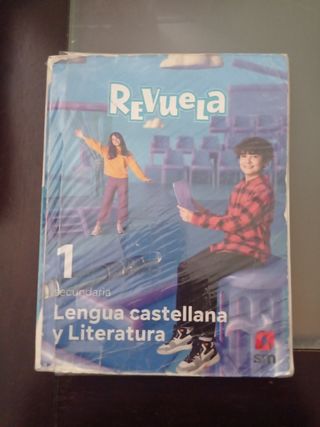 REVUELA
1
secundaria
Lengua castellana
y Literatura
sm